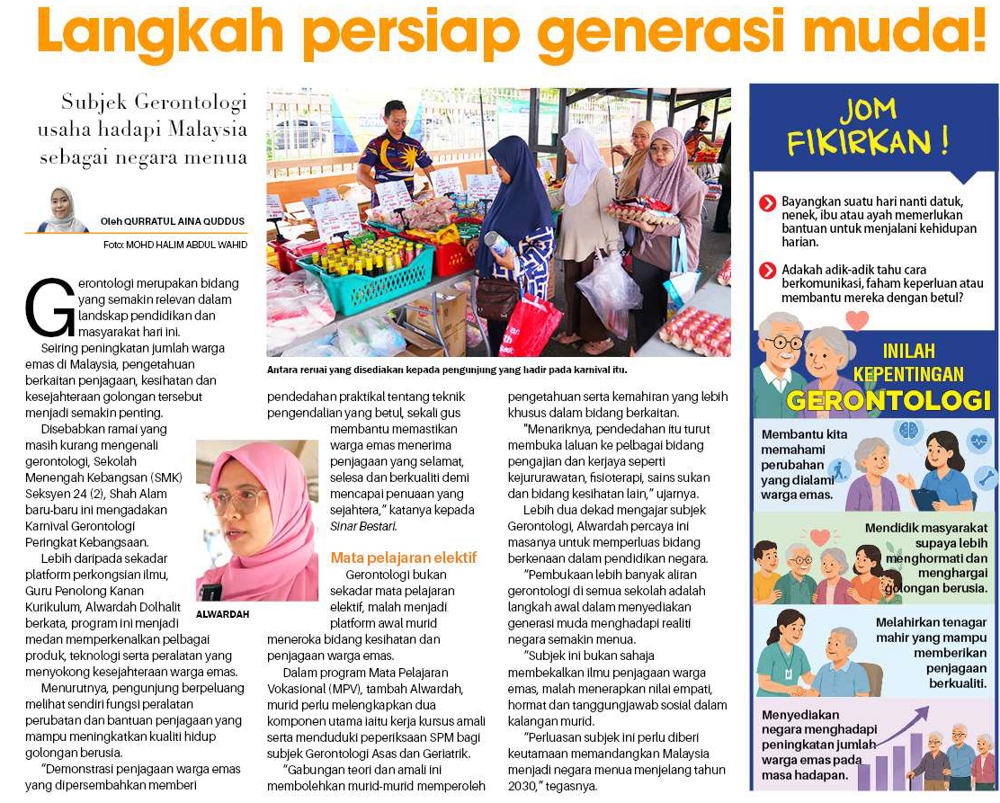 Langkah persiap generasi muda!
Subjek Gerontologi
usaha hadapi Malaysia
sebagai negara menua
Oleh QURRATUL AINA QUDDUS
Foto: MOHD HALIM ABDUL WAHID
Gerontologi merupakan bidang
yang semakin relevan dalam
landskap pendidikan dan
masyarakat hari ini.
Seiring peningkatan jumlah warga
emas di Malaysia, pengetahuan
berkaitan penjagaan, kesihatan dan
kesejahteraan golongan tersebut
menjadi semakin penting.
Disebabkan ramai yang
masih kurang mengenali
gerontologi, Sekolah
Menengah Kebangsan (SMK)
Seksyen 24 (2), Shah Alam
baru-baru ini mengadakan
Karnival Gerontologi
Peringkat Kebangsaan.
Lebih daripada sekadar
platform perkongsian ilmu,
Guru Penolong Kanan
Kurikulum, Alwardah Dolhalit
berkata, program ini menjadi
medan memperkenalkan pelbagai
produk, teknologi serta peralatan yang
menyokong kesejahteraan warga emas.
Menurutnya, pengunjung berpeluang
melihat sendiri fungsi peralatan
perubatan dan bantuan penjagaan yang
mampu meningkatkan kualiti hidup
golongan berusia.
“Demonstrasi penjagaan warga emas
yang dipersembahkan memberi
Antara reruai yang disediakan kepada pengunjung yang hadir pada karnival itu.
pendedahan praktikal tentang teknik
pengendalian yang betul, sekali gus
membantu memastikan
warga emas menerima
penjagaan yang selamat,
selesa dan berkualiti demi
mencapai penuaan yang
sejahtera,” katanya kepada
Sinar Bestari.
ALWARDAH
Mata pelajaran elektif
Gerontologi bukan
sekadar mata pelajaran
elektif, malah menjadi
platform awal murid
meneroka bidang kesihatan dan
penjagaan warga emas.
Dalam program Mata Pelajaran
Vokasional (MPV), tambah Alwardah,
murid perlu melengkapkan dua
komponen utama iaitu kerja kursus amali
serta menduduki peperiksaan SPM bagi
subjek Gerontologi Asas dan Geriatrik.
“Gabungan teori dan amali ini
membolehkan murid-murid memperoleh
pengetahuan serta kemahiran yang lebih
khusus dalam bidang berkaitan.
"Menariknya, pendedahan itu turut
membuka laluan ke pelbagai bidang
pengajian dan kerjaya seperti
kejururawatan, fisioterapi, sains sukan
dan bidang kesihatan lain,” ujarnya.
Lebih dua dekad mengajar subjek
Gerontologi, Alwardah percaya ini
masanya untuk memperluas bidang
berkenaan dalam pendidikan negara.
“Pembukaan lebih banyak aliran
gerontologi di semua sekolah adalah
langkah awal dalam menyediakan
generasi muda menghadapi realiti
negara semakin menua.
“Subjek ini bukan sahaja
membekalkan ilmu penjagaan warga
emas, malah menerapkan nilai empati,
hormat dan tanggungjawab sosial dalam
kalangan murid.
“Perluasan subjek ini perlu diberi
keutamaan memandangkan Malaysia
menjadi negara menua menjelang tahun
2030,” tegasnya.
JOM
FIKIRKAN !
Bayangkan suatu hari nanti datuk,
nenek, ibu atau ayah memerlukan
bantuan untuk menjalani kehidupan
harian.
Adakah adik-adik tahu cara
berkomunikasi, faham keperluan atau
membantu mereka dengan betul?
INILAH
KEPENTINGAN
GERONTOLOGI
Membantu kita
memahami
perubahan
yang dialami
warga emas.
Mendidik masyarakat
supaya lebih
menghormati dan
menghargai
golongan berusia.
Melahirkan tenagar
mahir yang mampu
memberikan
penjagaan
berkualiti.
Menyediakan
negara menghadapi
peningkatan jumlah
warga emas pada
masa hadapan.